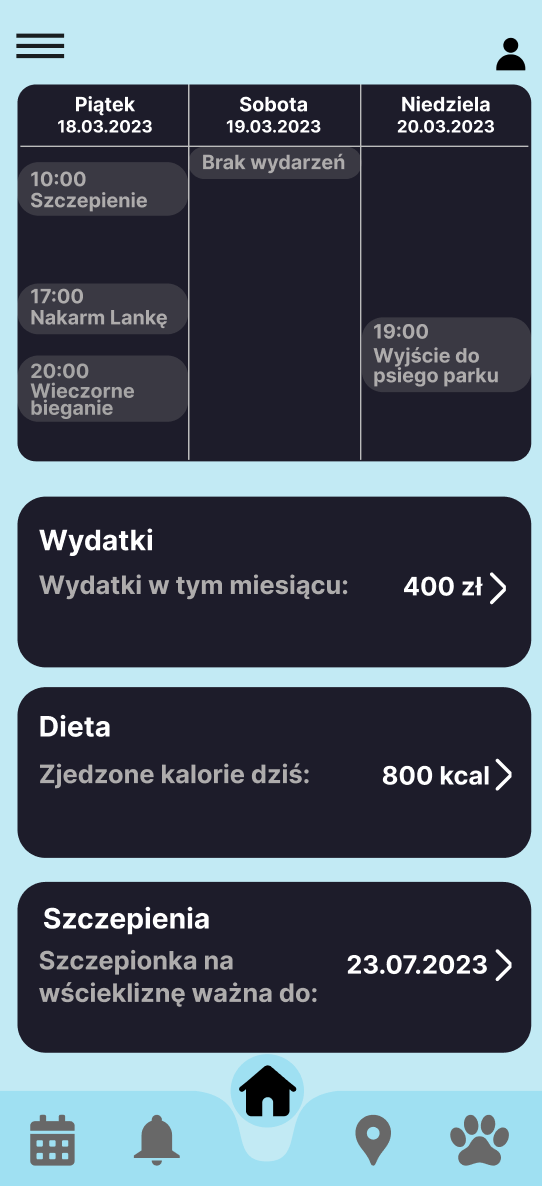 Piątek
18.03.2023
Sobota
19.03.2023
Niedziela
20.03.2023
10:00
Szczepienie
17:00
Nakarm Lankę
20:00
Wieczorne
bieganie
Brak wydarzeń
19:00
Wyjście do
psiego parku
Wydatki
Wydatki w tym miesiącu:
400 zł
Dieta
Zjedzone kalorie dziś:
800 kcal
Szczepienia
Szczepionka na
wściekliznę ważna do:
23.07.2023